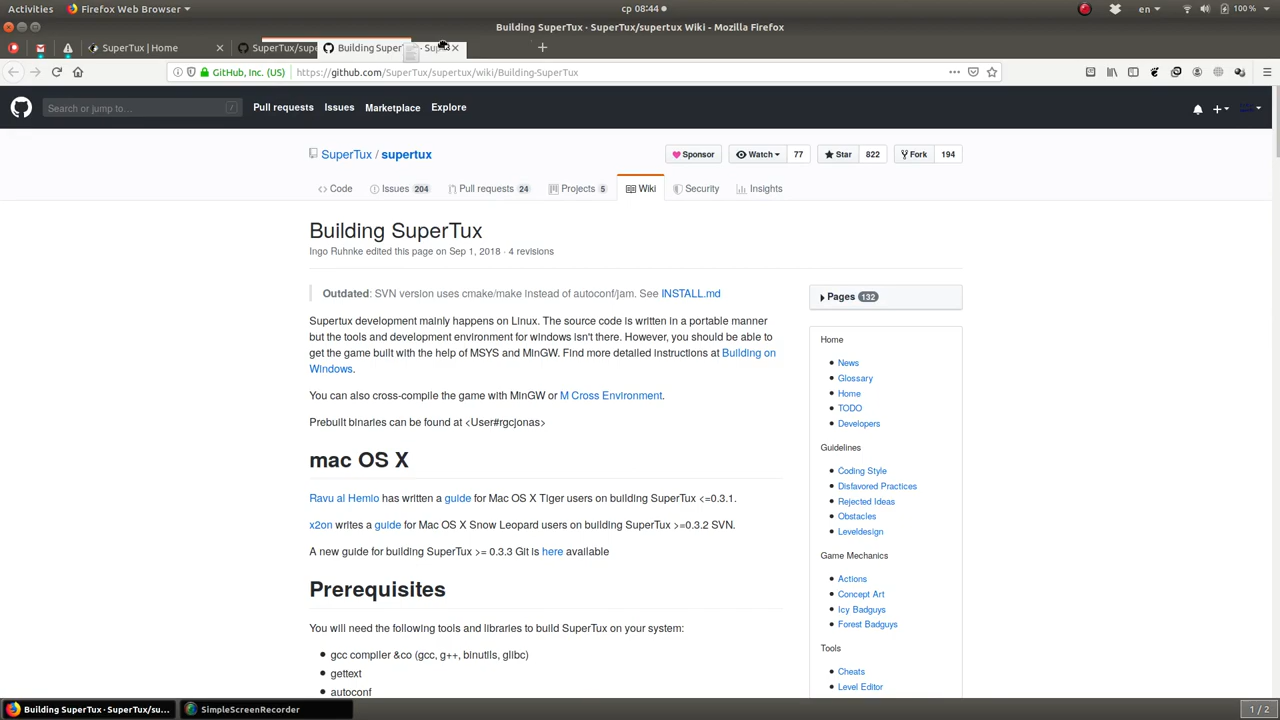 Activities
Firefox Web Browser
ср 08:44
en
100 %
Building SuperTux · SuperTux/supertux Wiki - Mozilla Firefox
SuperTux | Home
SuperTux/supe
Building Super
GitHub, Inc. (US)
https://github.com/SuperTux/supertux/wiki/Building-SuperTux
Search or jump to…
/
Pull requests
Issues
Marketplace
Explore
SuperTux / supertux
Sponsor
Watch
77
Star
822
Fork
194
Code
Issues 204
Pull requests 24
Projects 5
Wiki
Security
Insights
Building SuperTux
Ingo Ruhnke edited this page on Sep 1, 2018 · 4 revisions
Outdated: SVN version uses cmake/make instead of autoconf/jam. See INSTALL.md
Supertux development mainly happens on Linux. The source code is written in a portable manner
but the tools and development environment for windows isn't there. However, you should be able to
get the game built with the help of MSYS and MinGW. Find more detailed instructions at Building on
Windows.
You can also cross-compile the game with MinGW or M Cross Environment.
Prebuilt binaries can be found at <User#rgcjonas>
mac OS X
Ravu al Hemio has written a guide for Mac OS X Tiger users on building SuperTux <=0.3.1.
x2on writes a guide for Mac OS X Snow Leopard users on building SuperTux >=0.3.2 SVN.
A new guide for building SuperTux >= 0.3.3 Git is here available
Prerequisites
You will need the following tools and libraries to build SuperTux on your system:
gcc compiler &co (gcc, g++, binutils, glibc)
gettext
autoconf
Pages 132
Home
News
Glossary
Home
TODO
Developers
Guidelines
Coding Style
Disfavored Practices
Rejected Ideas
Obstacles
Leveldesign
Game Mechanics
Actions
Concept Art
Icy Badguys
Forest Badguys
Tools
Cheats
Level Editor
Building SuperTux · SuperTux/su...
SimpleScreenRecorder
1 / 2